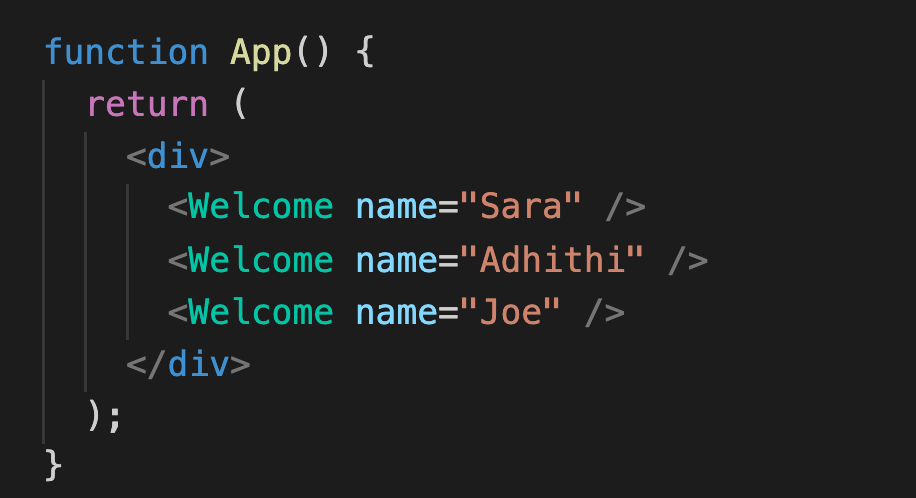 function App() {
  return (
    <div>
      <Welcome name="Sara" />
      <Welcome name="Adhithi" />
      <Welcome name="Joe" />
    </div>
  );
}